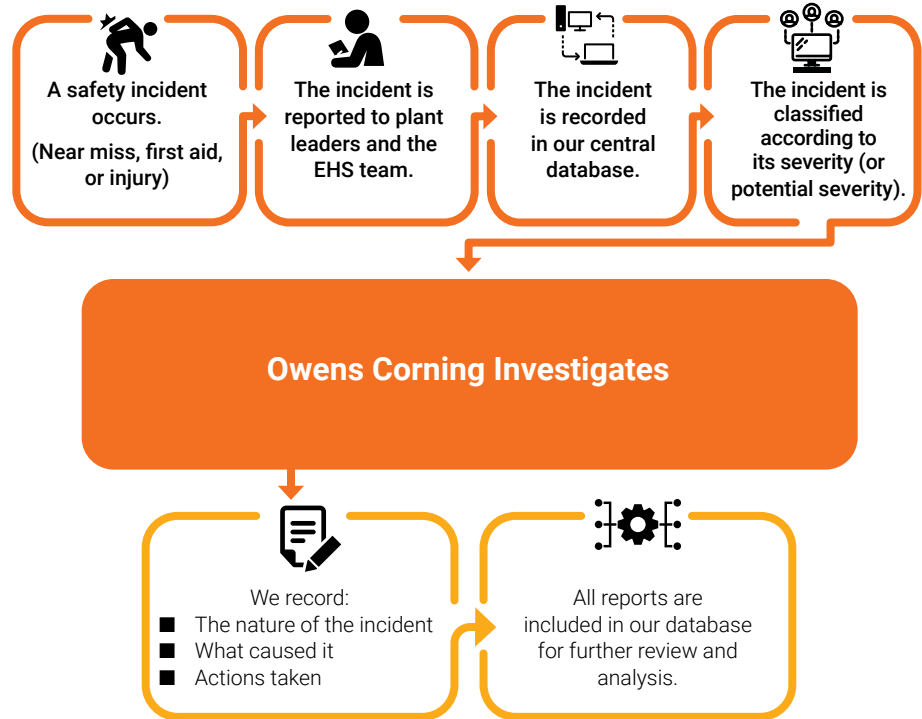 A safety incident
occurs.
(Near miss, first aid,
or injury)
The incident is
reported to plant
leaders and the
EHS team.
The incident
is recorded
in our central
database.
The incident is
classified
according to
its severity (or
potential severity).
Owens Corning Investigates
We record:
■ The nature of the incident
■ What caused it
■ Actions taken
All reports are
included in our database
for further review and
analysis.